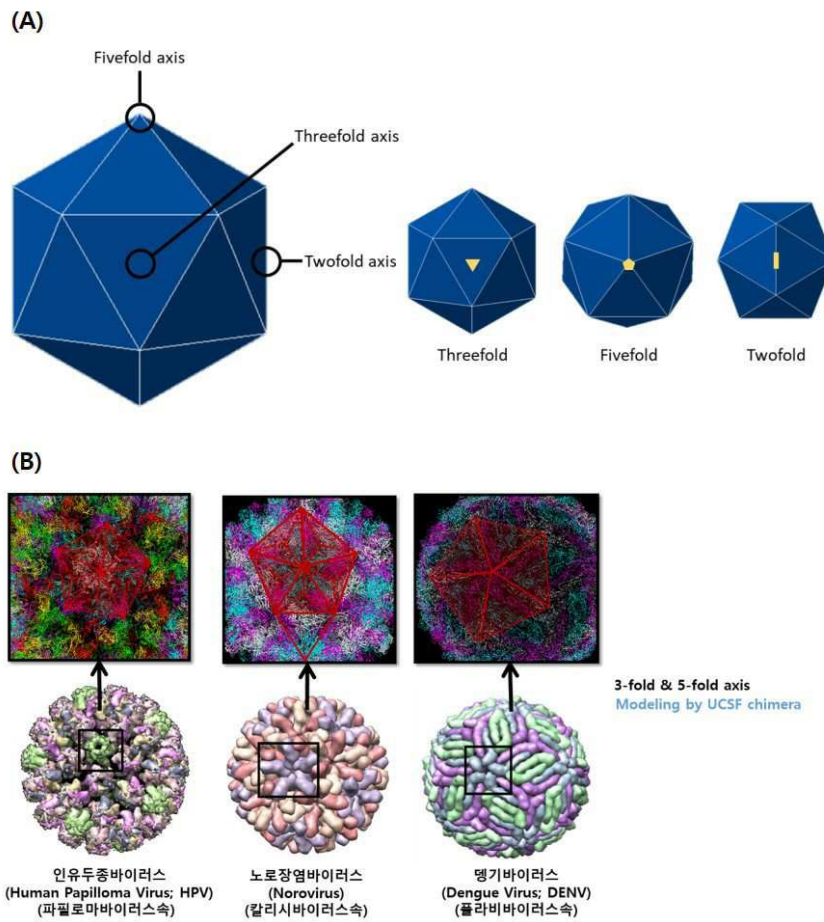 (A)
Fivefold axis
Threefold axis
Twofold axis
Threefold
Fivefold
Twofold
(B)
3-fold & 5-fold axis
Modeling by UCSF chimera
인유두종바이러스
(Human Papilloma Virus; HPV)
(파필로마바이러스속)
노로장염바이러스
(Norovirus)
(칼리시바이러스속)
뎅기바이러스
(Dengue Virus; DENV)
(플라비바이러스속)